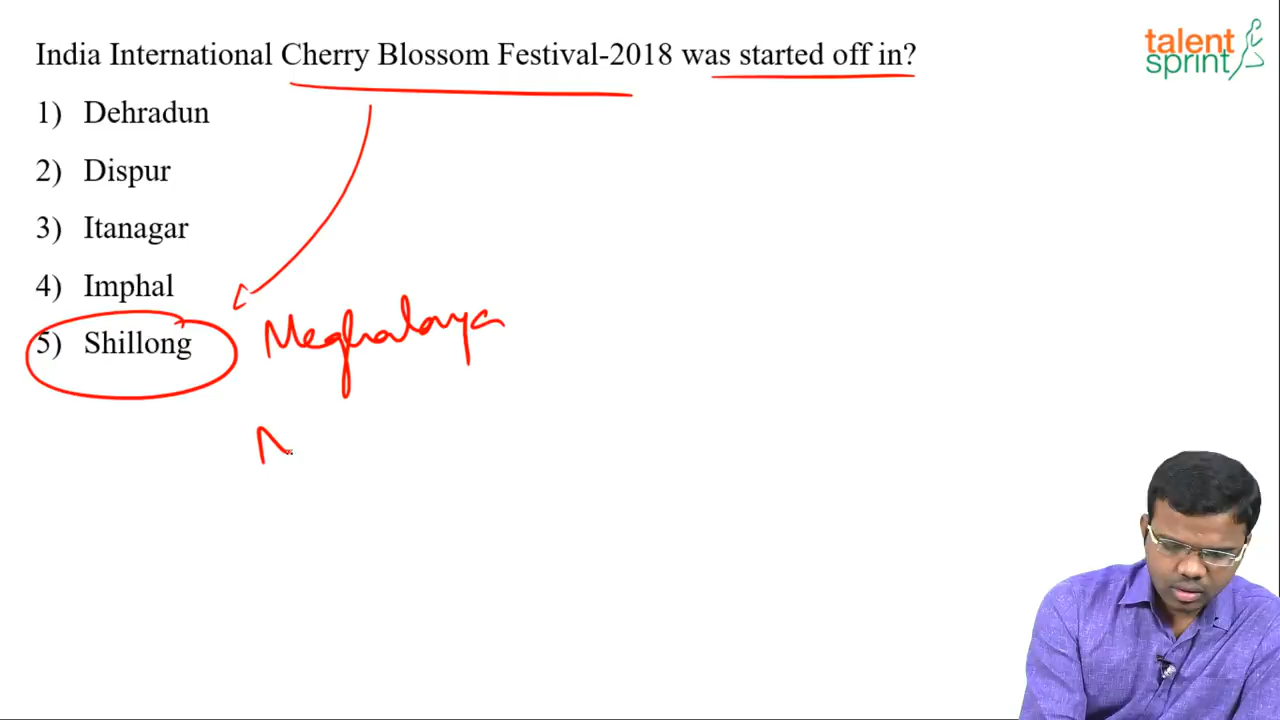 India International Cherry Blossom Festival-2018 was started off in?
talent
sprint
1) Dehradun
2) Dispur
3) Itanagar
4) Imphal
5) Shillong
Meghalaya